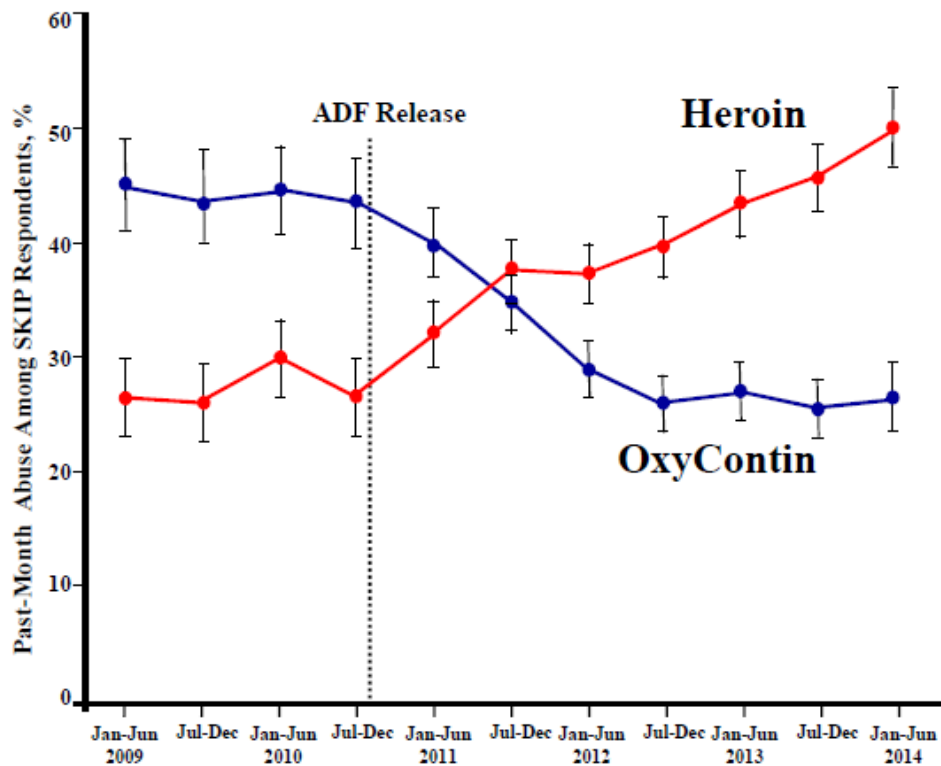 60
50
40
30
20
10
0
Past-Month Abuse Among SKIP Respondents, %
ADF Release
Heroin
OxyContin
Jan-Jun Jul-Dec Jan-Jun Jul-Dec Jan-Jun Jul-Dec Jan-Jun Jul-Dec Jan-Jun Jul-Dec Jan-Jun
2009 2010 2011 2012 2013 2014